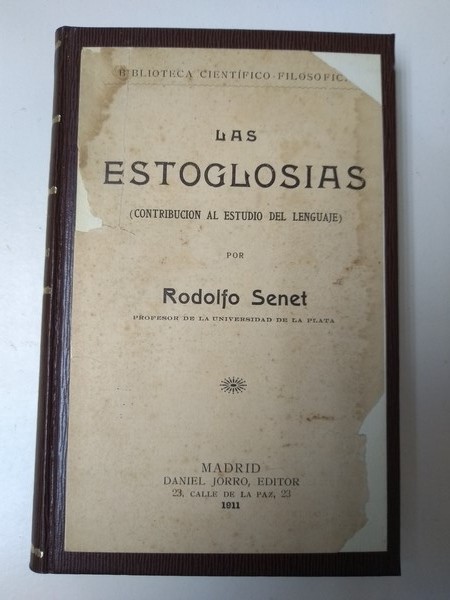 BIBLIOTECA CIENTÍFICO-FILOSÓFIC
LAS
ESTOGLOSIAS
(CONTRIBUCION AL ESTUDIO DEL LENGUAJE)
POR
Rodolfo Senet
PROFESOR DE LA UNIVERSIDAD DE LA PLATA
MADRID
DANIEL JORRO, EDITOR
23, CALLE DE LA PAZ, 23
1911